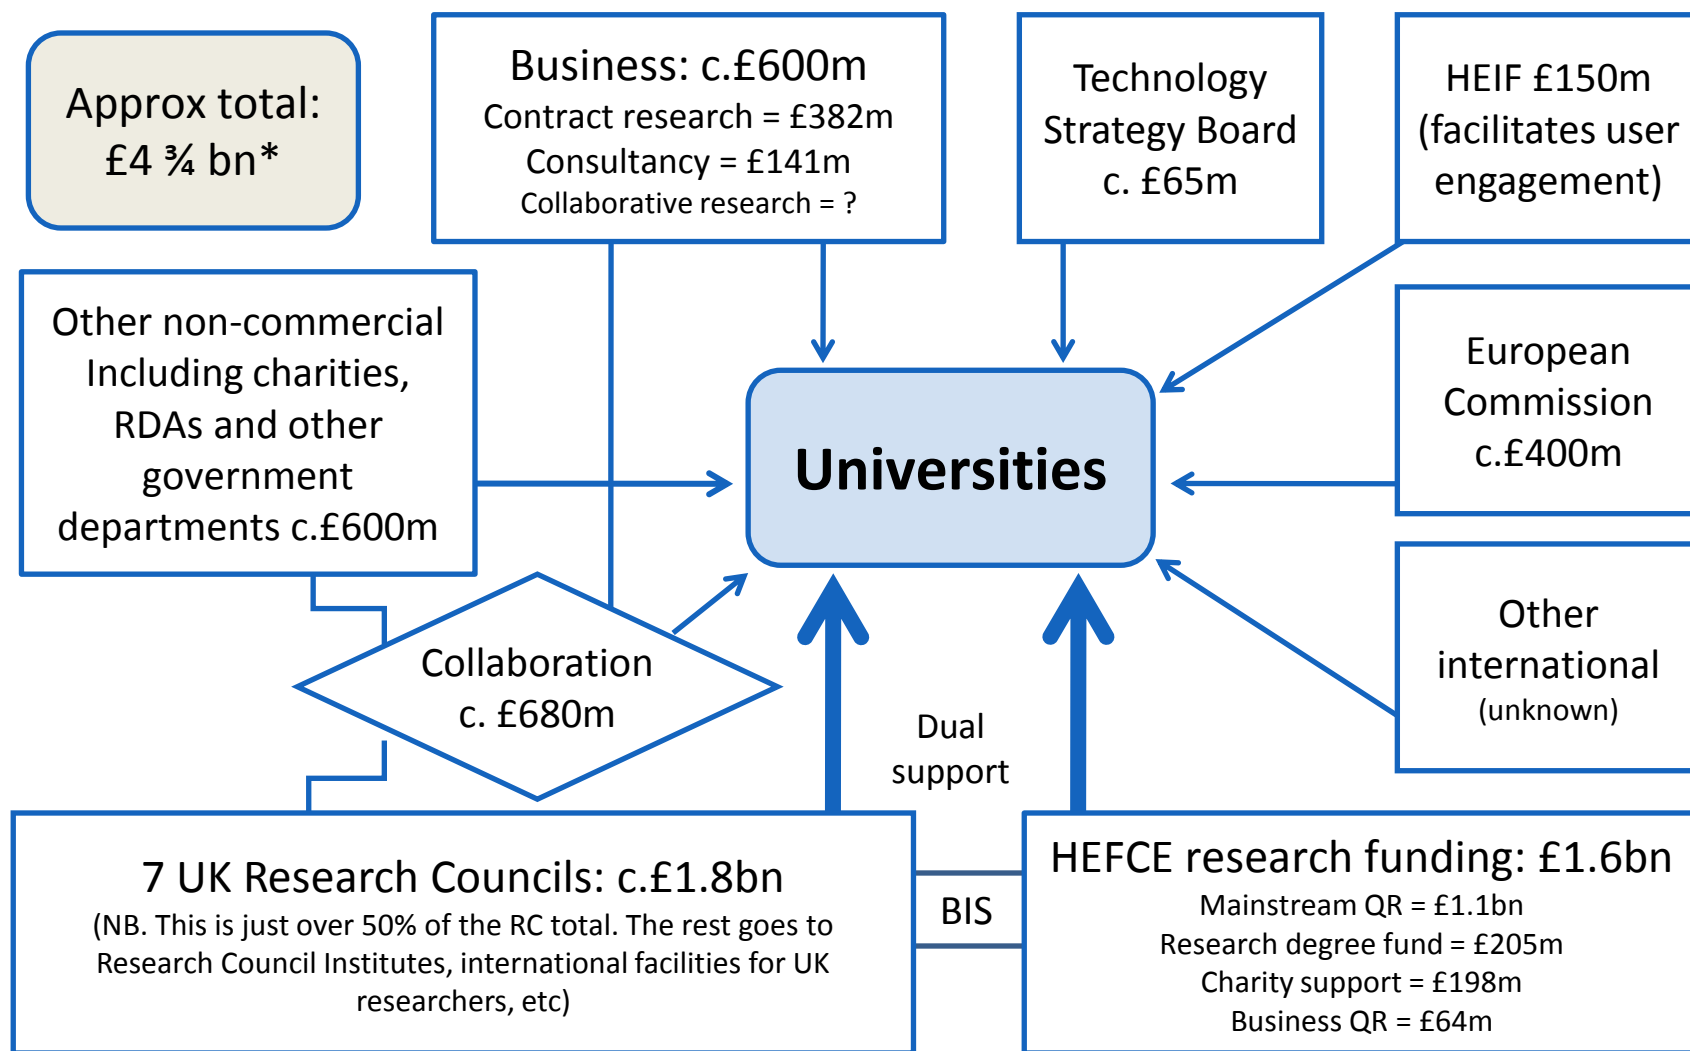 Approx total:
£4 ¾ bn*
Business: c.£600m
Contract research = £382m
Consultancy = £141m
Collaborative research = ?
Technology
Strategy Board
c. £65m
HEIF £150m
(facilitates user
engagement)
Other non-commercial
Including charities,
RDAs and other
government
departments c.£600m
Universities
European
Commission
c.£400m
Other
international
(unknown)
Collaboration
c. £680m
Dual
support
7 UK Research Councils: c.£1.8bn
(NB. This is just over 50% of the RC total. The rest goes to
Research Council Institutes, international facilities for UK
researchers, etc)
BIS
HEFCE research funding: £1.6bn
Mainstream QR = £1.1bn
Research degree fund = £205m
Charity support = £198m
Business QR = £64m